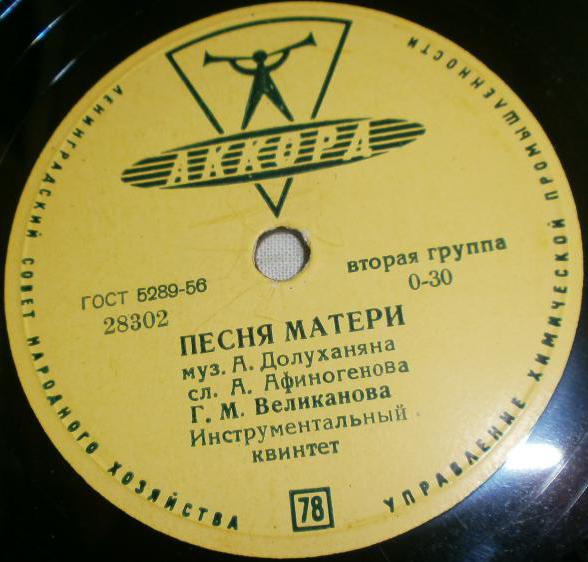 ЛЕНИНГРАДСКИЙ СОВЕТ НАРОДНОГО ХОЗЯЙСТВА
УПРАВЛЕНИЕ ХИМИЧЕСКОЙ ПРОМЫШЛЕННОСТИ
АККОРД
ГОСТ 5289-56
28302
вторая группа
0-30
ПЕСНЯ МАТЕРИ
муз. А. Долуханяна
сл. А. Афиногенова
Г. М. Великанова
Инструментальный
квинтет
78